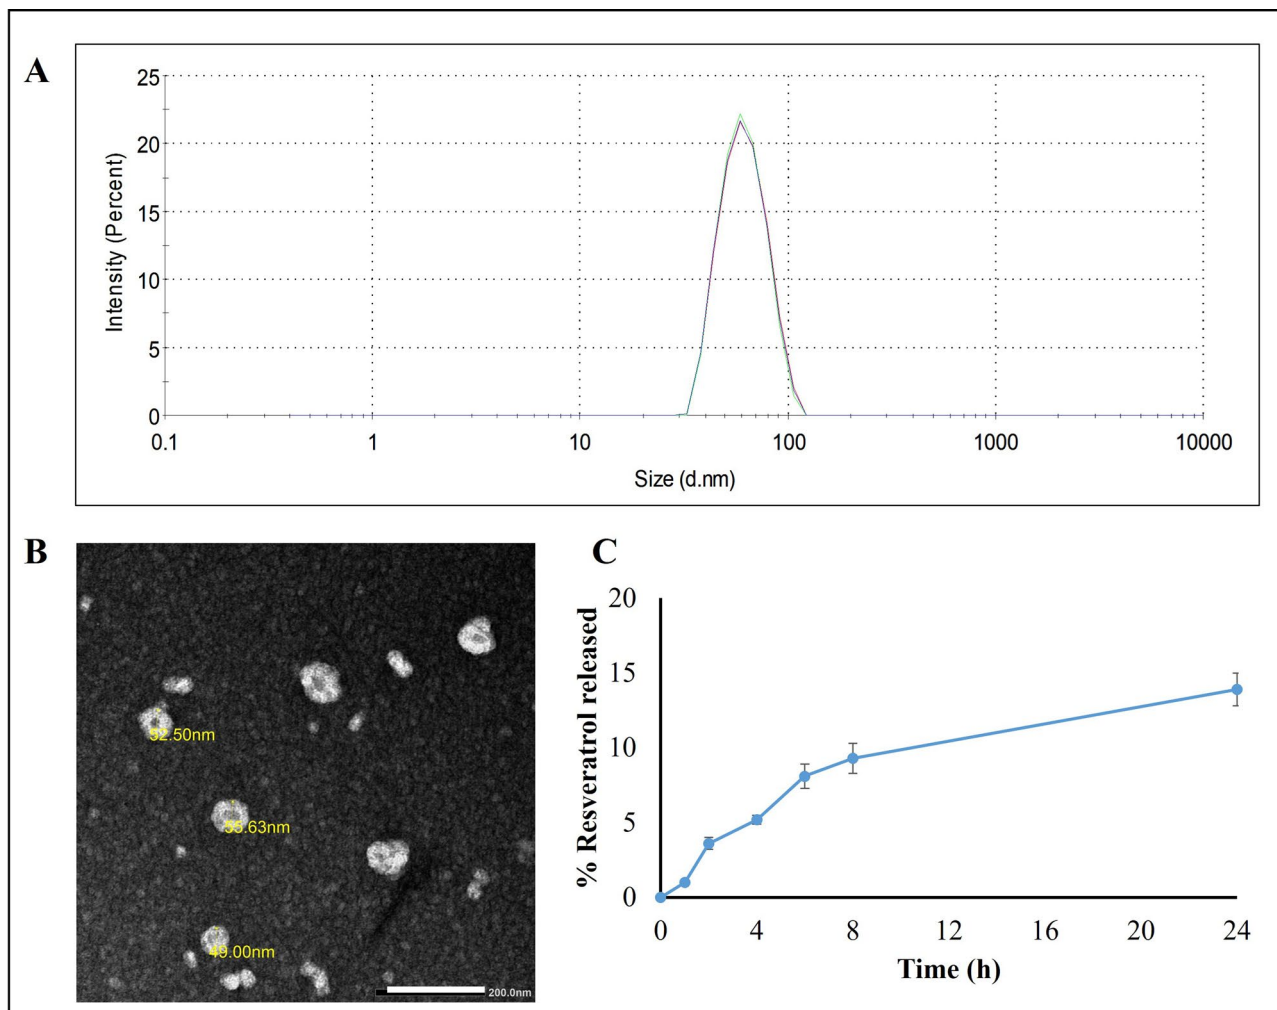 A
Intensity (Percent)
25
20
15
10
5
0
0.1 1 10 100 1000 10000
Size (d.nm)
B
52.50nm
55.63nm
49.00nm
200.0nm
C
% Resveratrol released
20
15
10
5
0
0 4 8 12 16 20 24
Time (h)